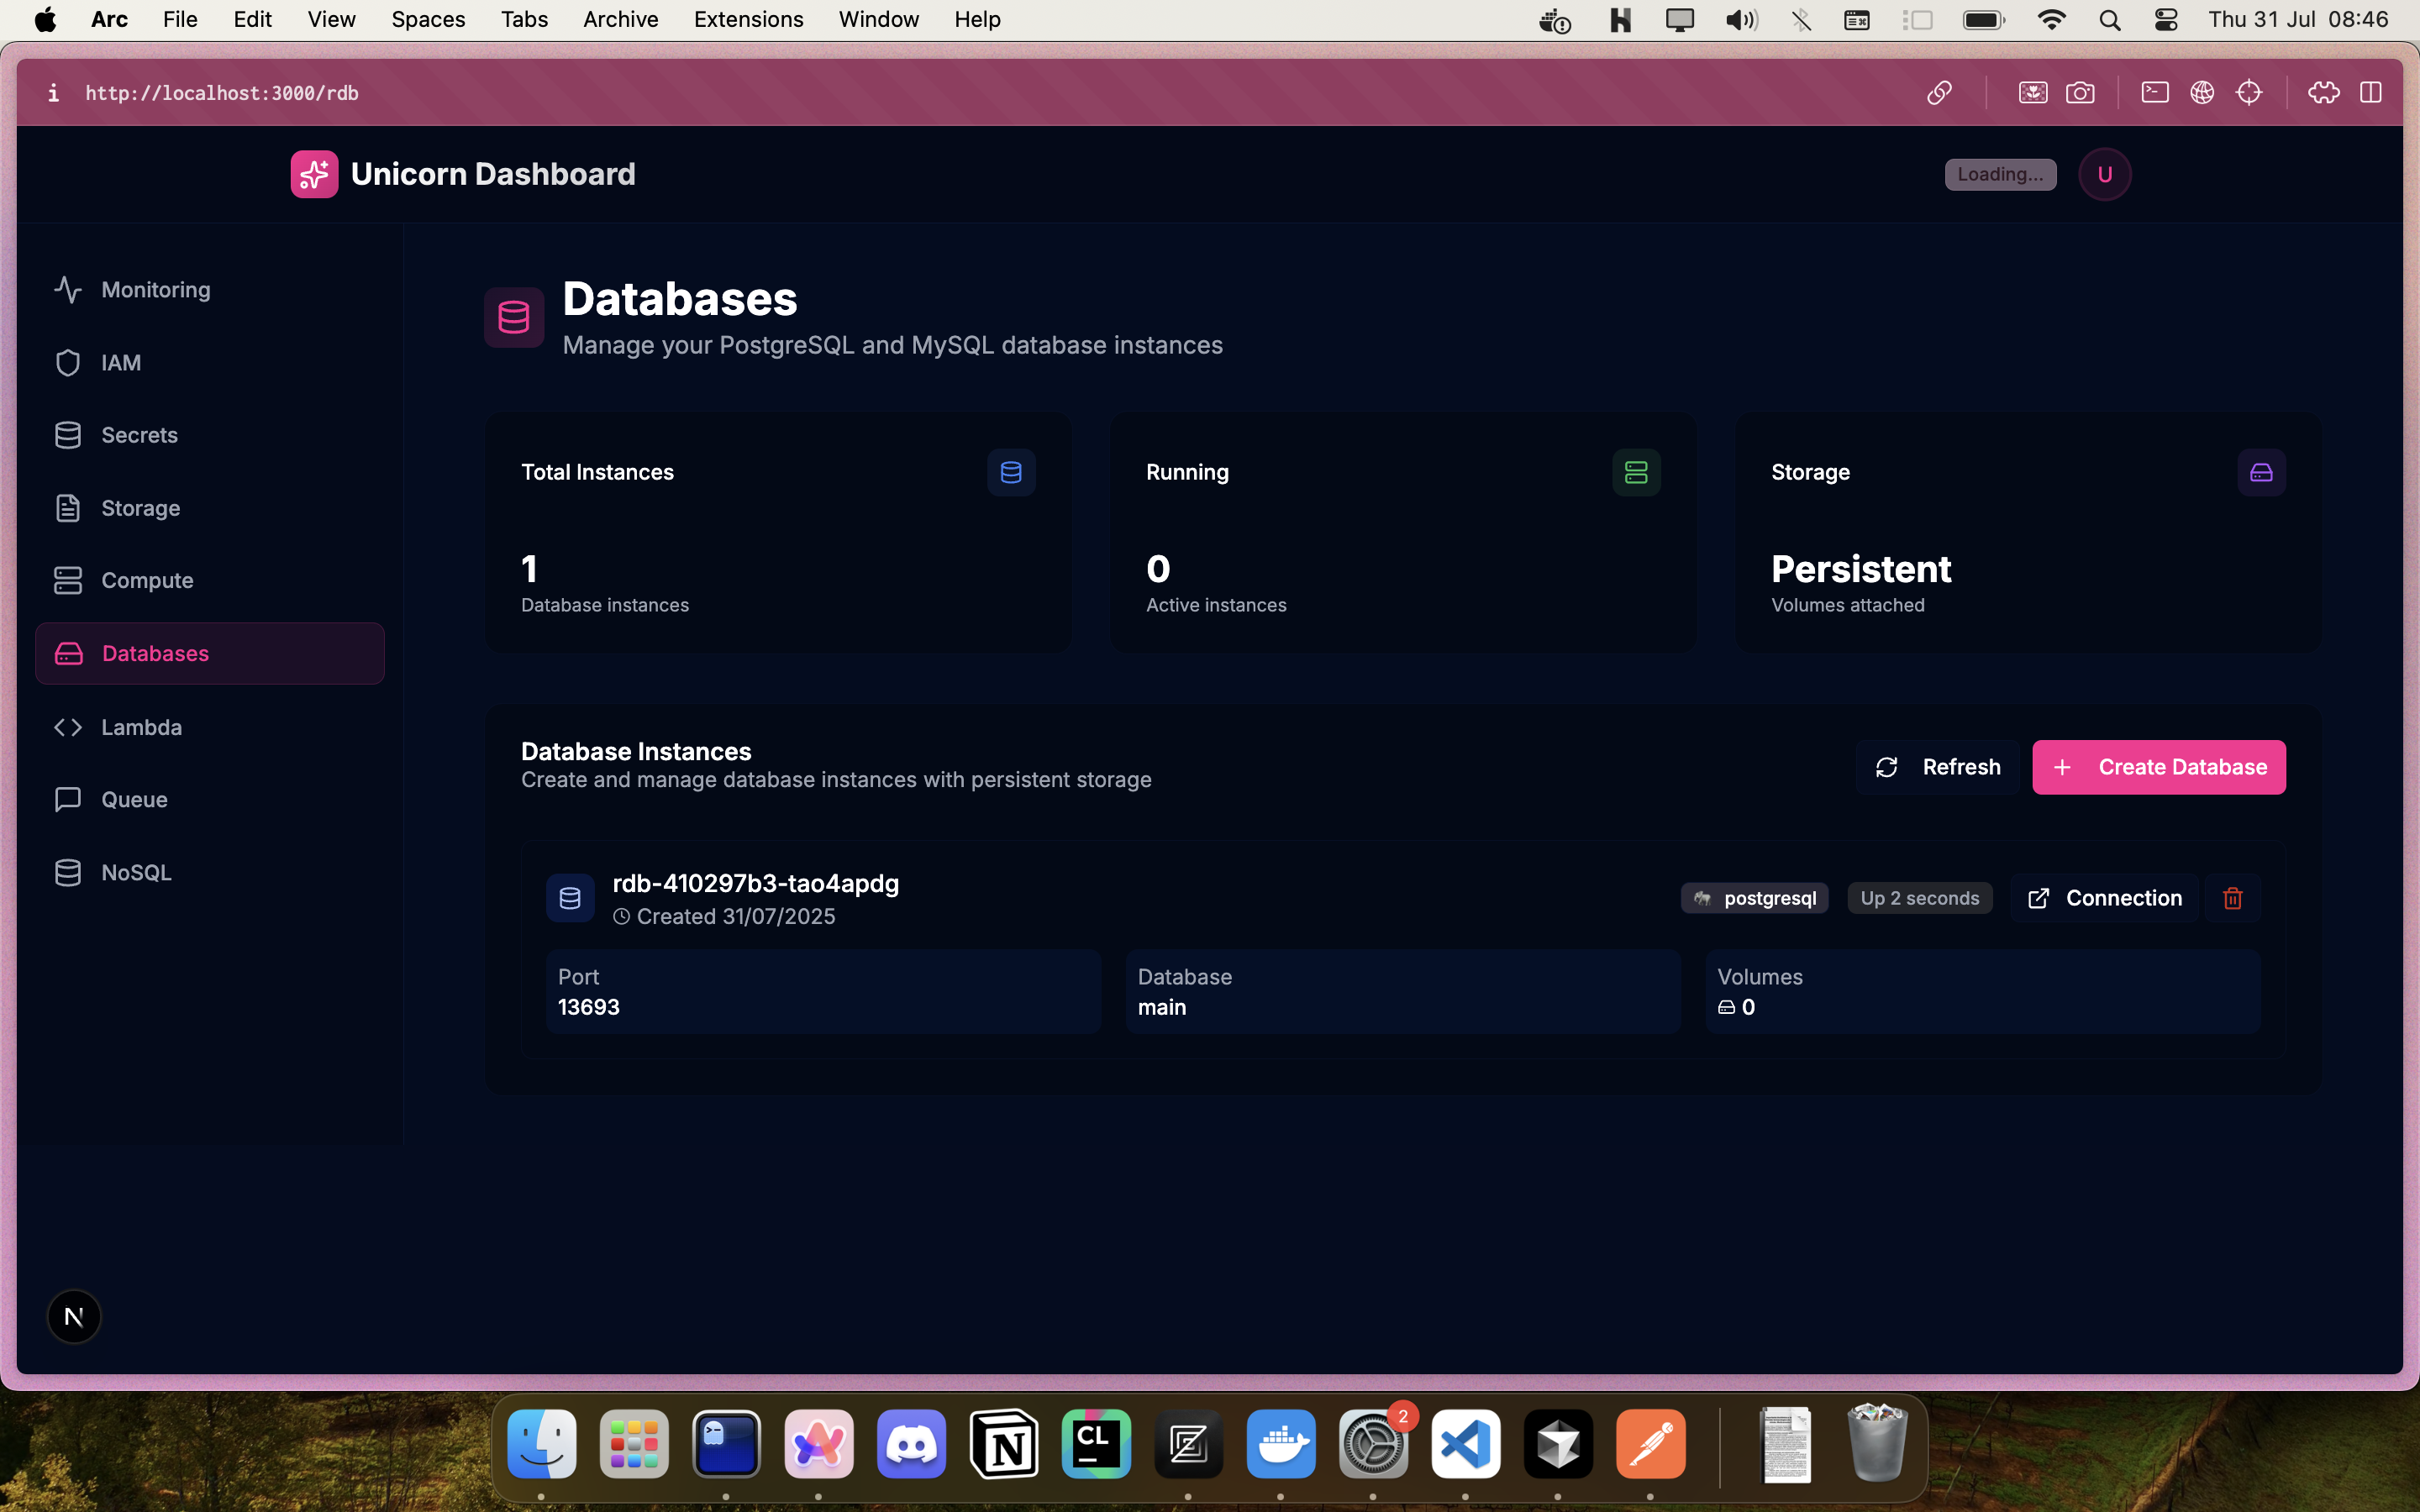 Arc File Edit View Spaces Tabs Archive Extensions Window Help
Thu 31 Jul 08:46
http://localhost:3000/rdb
Unicorn Dashboard
Loading...
U
Monitoring
IAM
Secrets
Storage
Compute
Databases
Lambda
Queue
NoSQL
Databases
Manage your PostgreSQL and MySQL database instances
Total Instances
1
Database instances
Running
0
Active instances
Storage
Persistent
Volumes attached
Database Instances
Create and manage database instances with persistent storage
Refresh
+ Create Database
rdb-410297b3-tao4apdg
Created 31/07/2025
postgresql
Up 2 seconds
Connection
Port
13693
Database
main
Volumes
0
N
CL
2